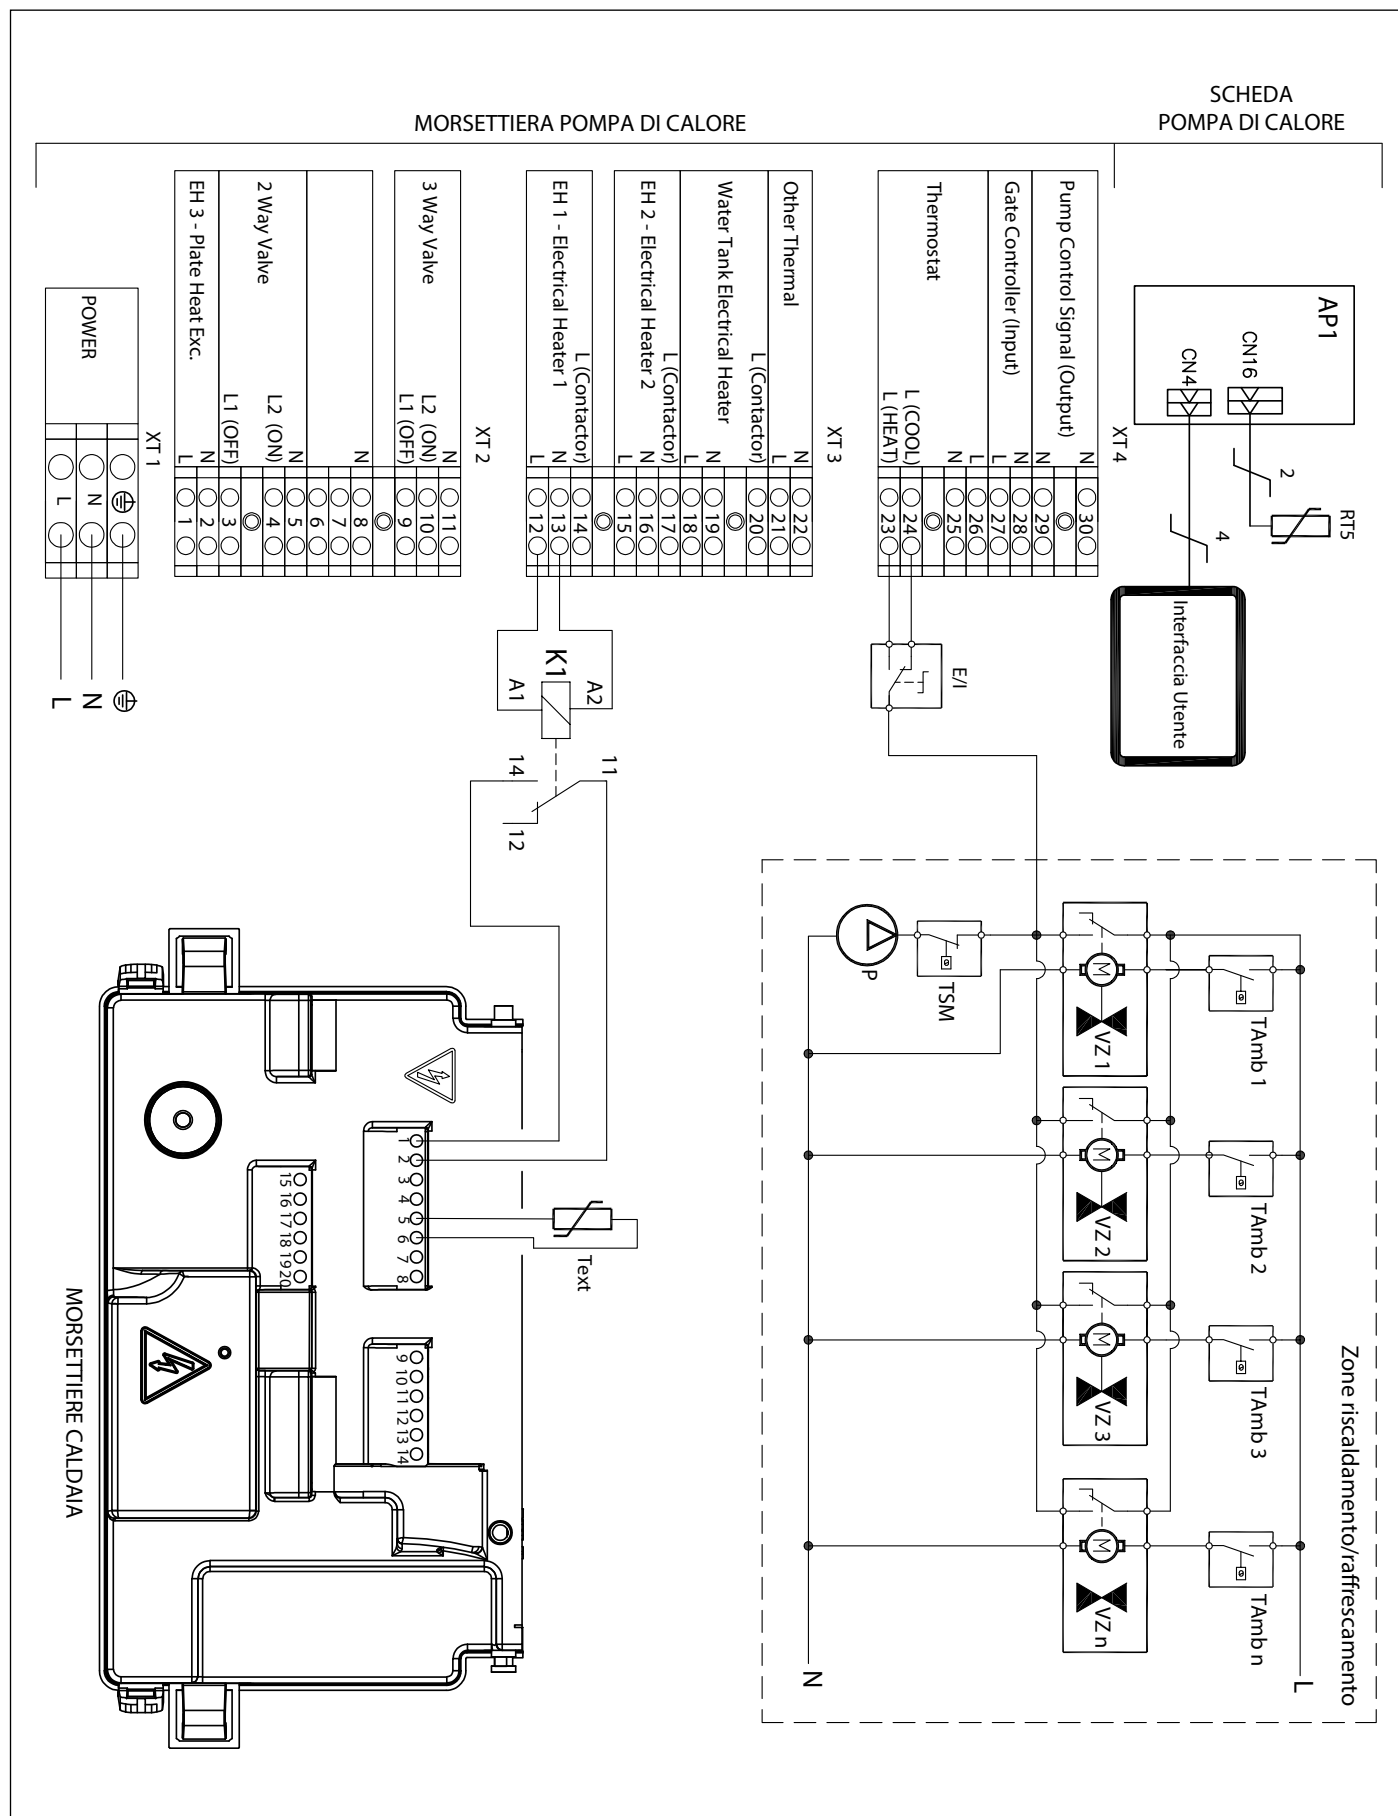 SCHEDA
POMPA DI CALORE
MORSETTIERA POMPA DI CALORE
AP1
CN16
CN4
2
RT5
4
Interfaccia Utente
XT 4
Pump Control Signal (Output)
Gate Controller (Input)
Thermostat
L (COOL)
L (HEAT)
N 30
N 29
N 28
L 27
L 26
N 25
24
23
E/I
XT 3
Other Thermal
Water Tank Electrical Heater
L (Contactor)
EH 2 - Electrical Heater 2
L (Contactor)
EH 1 - Electrical Heater 1
L (Contactor)
N 22
L 21
20
N 19
L 18
17
N 16
L 15
14
N 13
L 12
XT 2
3 Way Valve
L2 (ON)
L1 (OFF)
2 Way Valve
L2 (ON)
L1 (OFF)
EH 3 - Plate Heat Exc.
N 11
10
9
N 8
7
6
N 5
4
3
N 2
L 1
XT 1
POWER
N
L
N
L
K1
A2
A1
11
14
12
Zone riscaldamento/raffrescamento
L
N
TAmb 1
TAmb 2
TAmb 3
TAmb n
M
M
M
M
VZ 1
VZ 2
VZ 3
VZ n
TSM
P
Text
1 2 3 4 5 6 7 8
9 10 11 12 13 14
15 16 17 18 19 20
MORSETTIERE CALDAIA